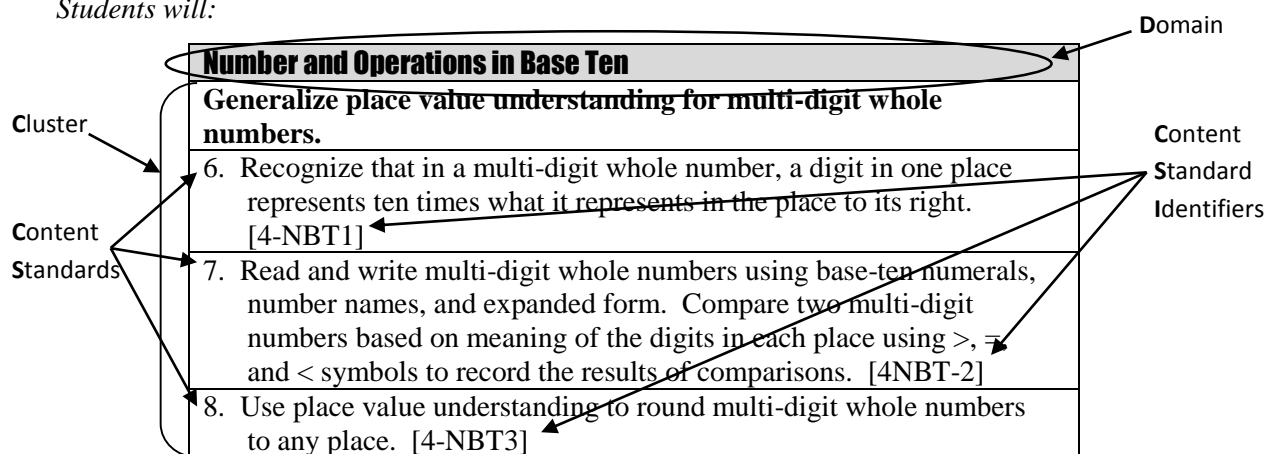 Students will:
Domain
Number and Operations in Base Ten
Generalize place value understanding for multi-digit whole
numbers.
Cluster
6. Recognize that in a multi-digit whole number, a digit in one place
represents ten times what it represents in the place to its right.
[4-NBT1]
Content
Standard
Identifiers
Content
Standards
7. Read and write multi-digit whole numbers using base-ten numerals,
number names, and expanded form. Compare two multi-digit
numbers based on meaning of the digits in each place using >, =,
and < symbols to record the results of comparisons. [4NBT-2]
8. Use place value understanding to round multi-digit whole numbers
to any place. [4-NBT3]